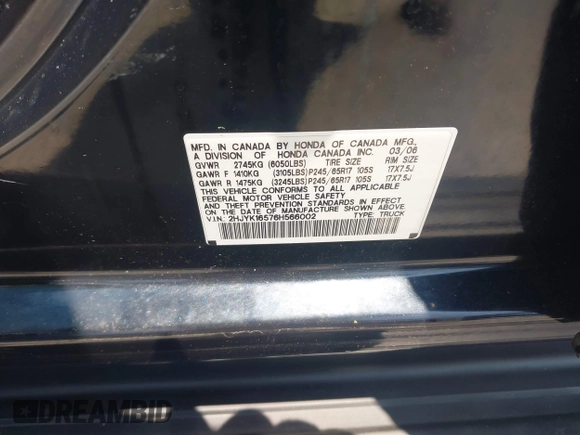 MFD. IN CANADA BY HONDA OF CANADA MFG.,
A DIVISION OF HONDA CANADA INC. 03/06
GVWR 2745KG (6050LBS) TIRE SIZE RIM SIZE
GAWR F 1410KG (3105LBS) P245/65R17 105S 17X7.5J
GAWR R 1475KG (3245LBS) P245/65R17 105S 17X7.5J
THIS VEHICLE CONFORMS TO ALL APPLICABLE
FEDERAL MOTOR VEHICLE SAFETY
STANDARDS IN EFFECT ON THE
DATE OF MANUFACTURE SHOWN ABOVE.
V.I.N: 2HJYK16576H566002 TYPE: TRUCK
DREAMBID